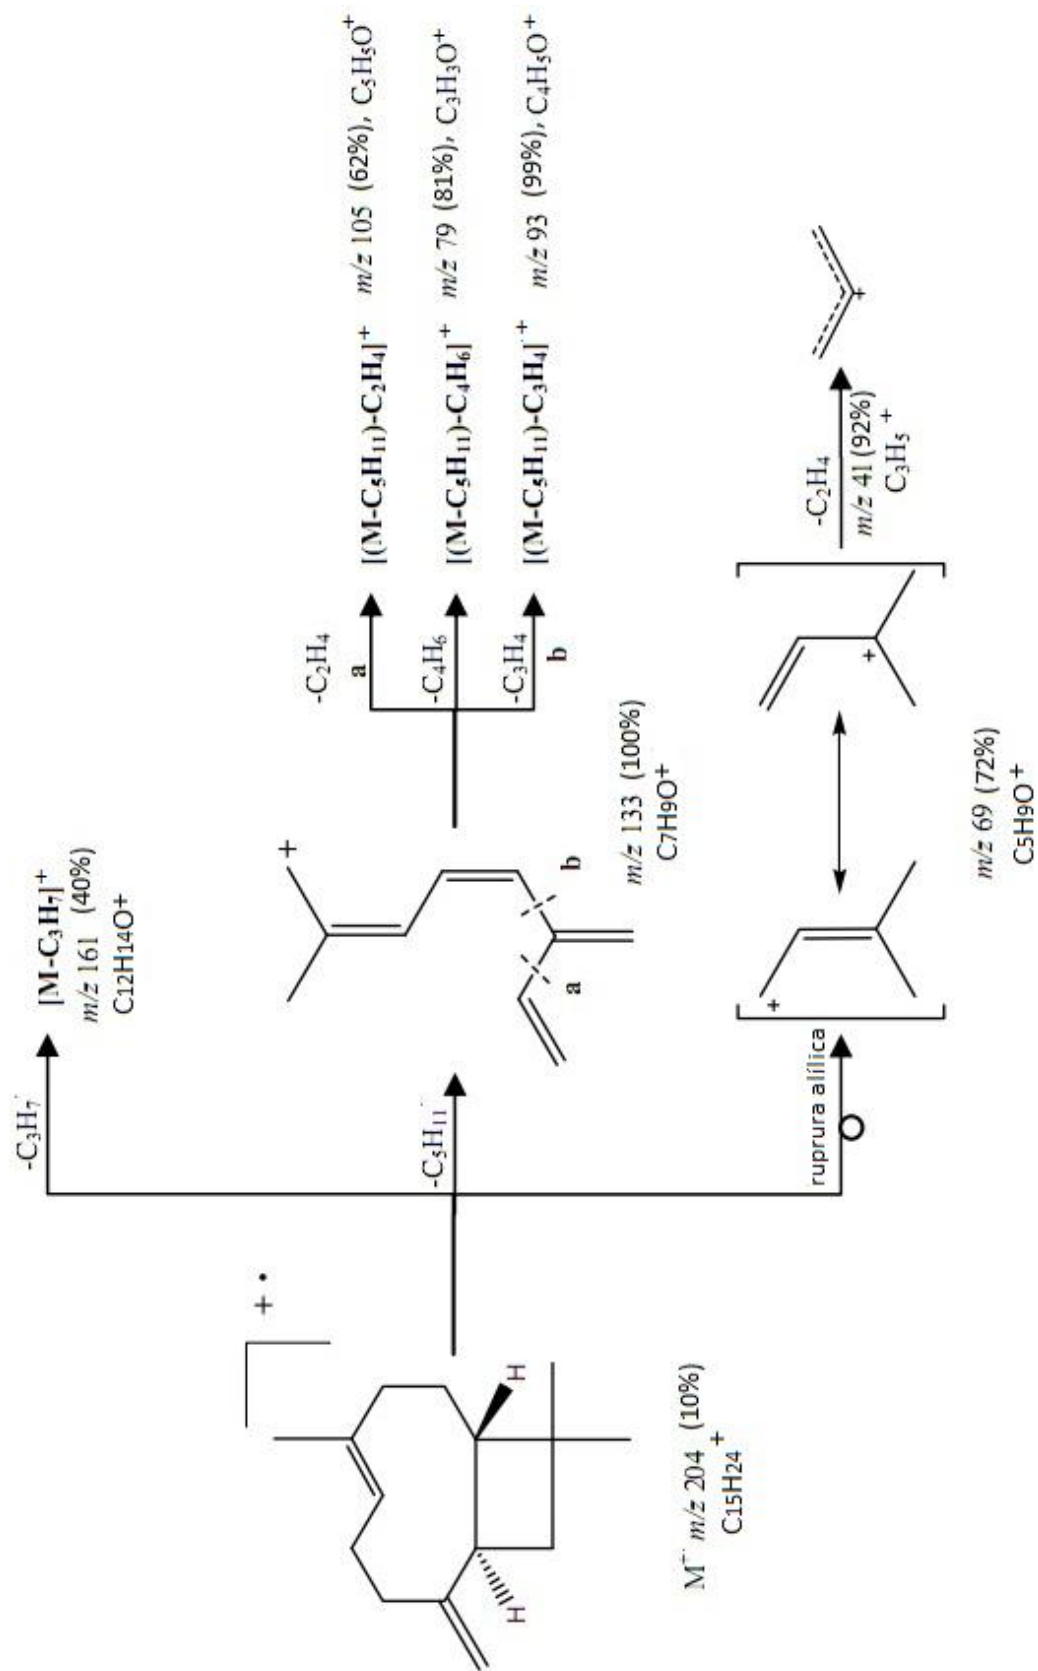 -C₃H₇˙
[M-C₃H₇]⁺
m/z 161 (40%)
C12H14O+
+ •
H
H
M⁺˙ m/z 204 (10%)
C15H24⁺
-C₅H₁₁˙
+
a
b
m/z 133 (100%)
C7H9O⁺
-C₂H₄
a
[(M-C₅H₁₁)-C₂H₄]⁺ m/z 105 (62%), C₅H₅O⁺
-C₄H₆
[(M-C₅H₁₁)-C₄H₆]⁺ m/z 79 (81%), C₃H₃O⁺
-C₃H₄
b
[(M-C₅H₁₁)-C₃H₄]˙⁺ m/z 93 (99%), C₄H₅O⁺
ruprura alílica
+
+
m/z 69 (72%)
C5H9O⁺
-C₂H₄
m/z 41 (92%)
C₃H₅⁺
+